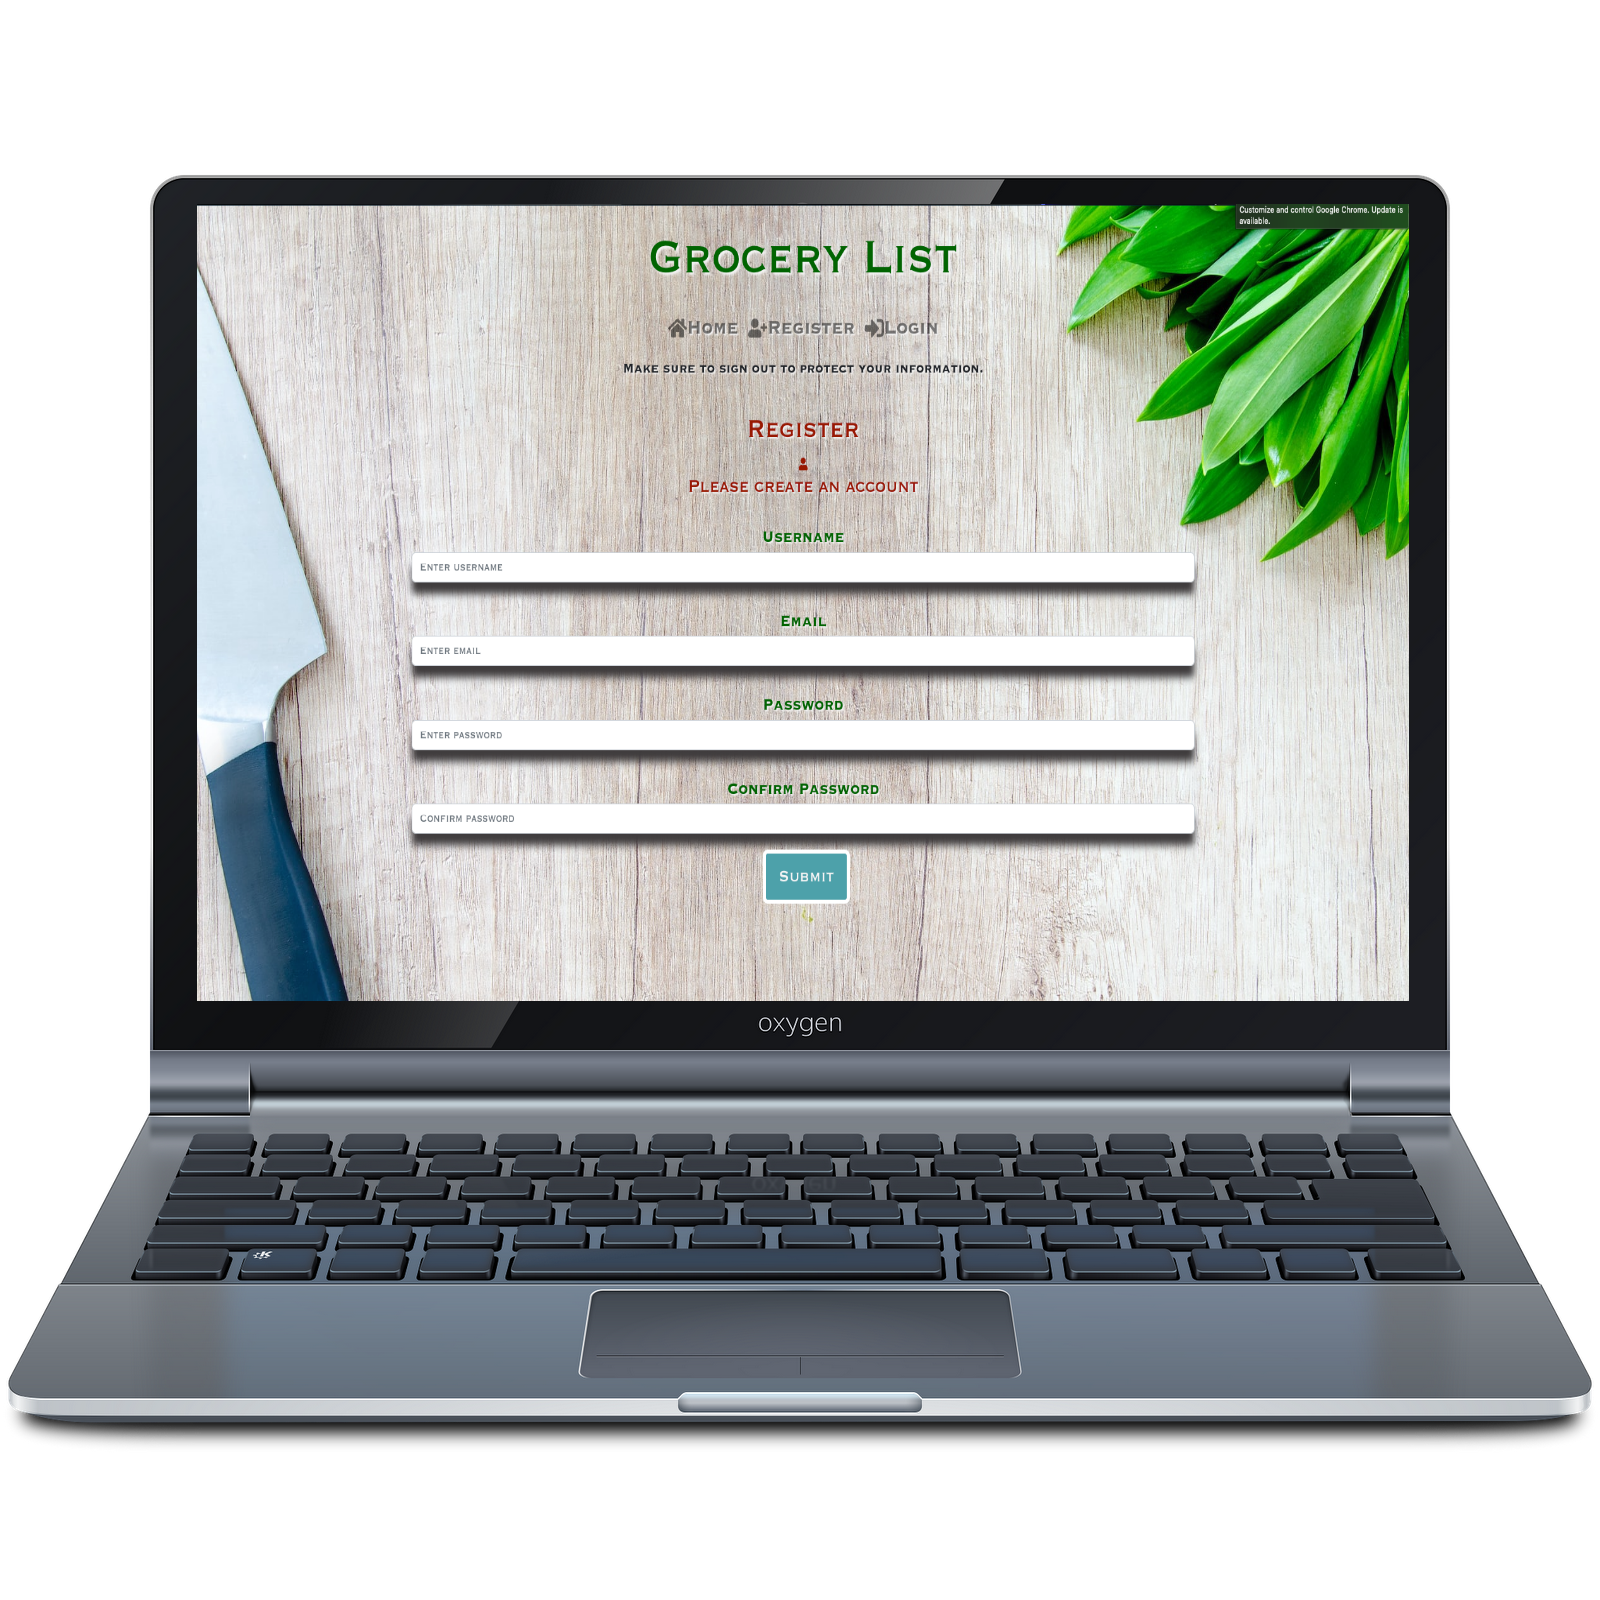 Customize and control Google Chrome. Update is
available.
Grocery List
Home Register Login
Make sure to sign out to protect your information.
Register
Please create an account
Username
Enter username
Email
Enter email
Password
Enter password
Confirm Password
Confirm password
Submit
oxygen